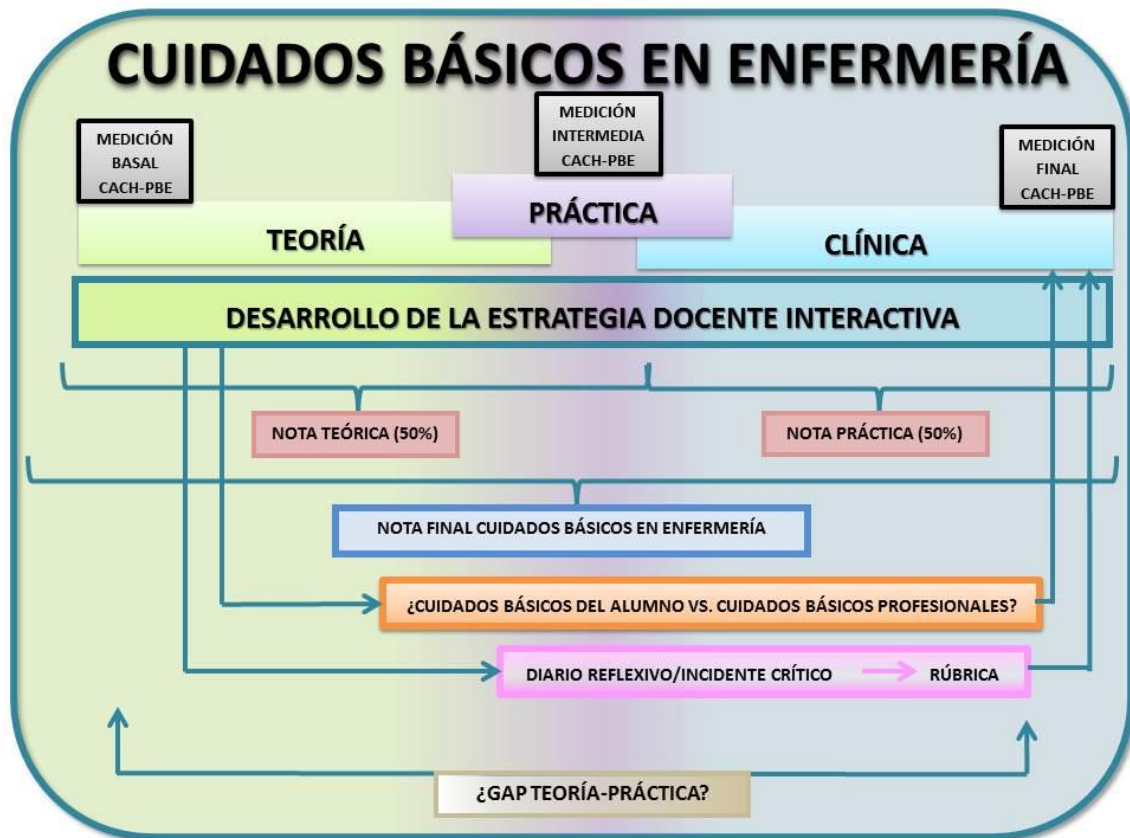 CUIDADOS BÁSICOS EN ENFERMERÍA
MEDICIÓN
BASAL
CACH-PBE
MEDICIÓN
INTERMEDIA
CACH-PBE
MEDICIÓN
FINAL
CACH-PBE
TEORÍA
PRÁCTICA
CLÍNICA
DESARROLLO DE LA ESTRATEGIA DOCENTE INTERACTIVA
NOTA TEÓRICA (50%)
NOTA PRÁCTICA (50%)
NOTA FINAL CUIDADOS BÁSICOS EN ENFERMERÍA
¿CUIDADOS BÁSICOS DEL ALUMNO VS. CUIDADOS BÁSICOS PROFESIONALES?
DIARIO REFLEXIVO/INCIDENTE CRÍTICO
RÚBRICA
¿GAP TEORÍA-PRÁCTICA?